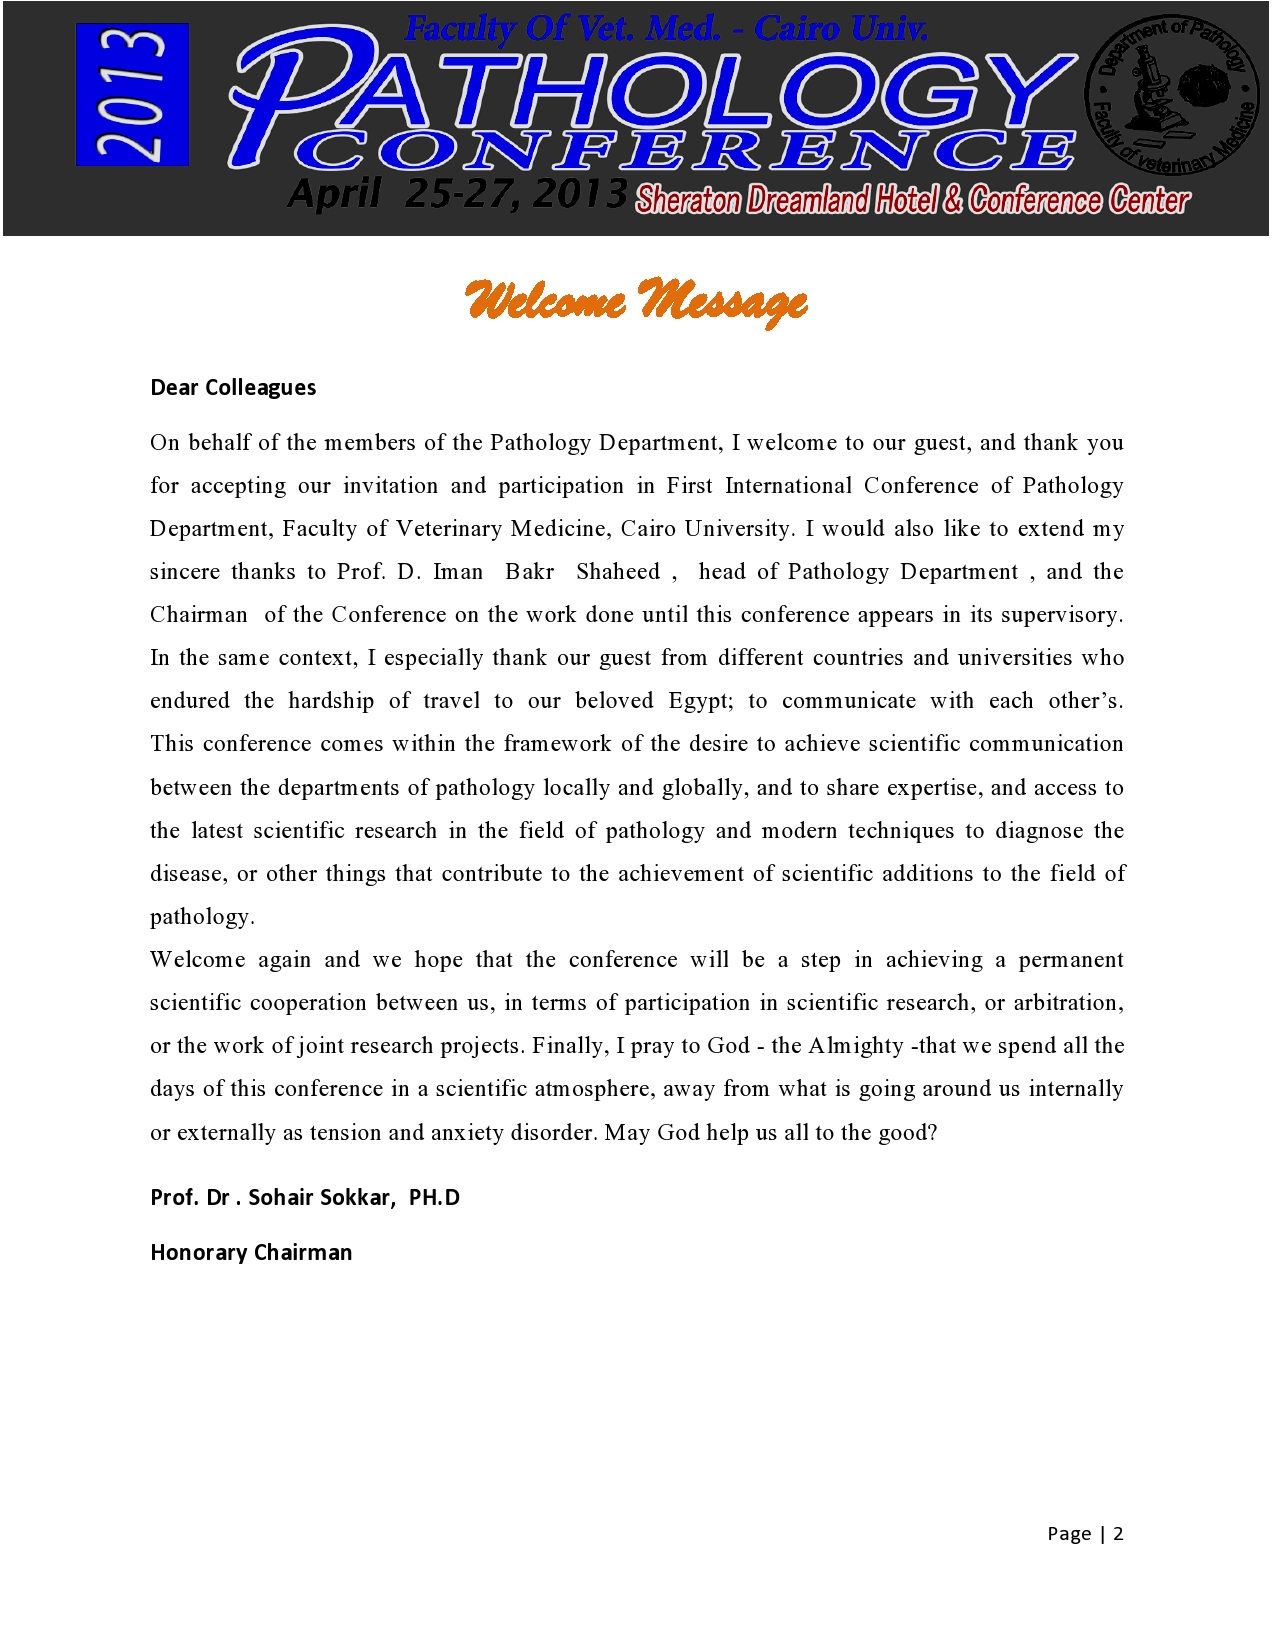 2013
Faculty Of Vet. Med. - Cairo Univ.
PATHOLOGY
CONFERENCE
April 25-27, 2013 Sheraton Dreamland Hotel & Conference Center
Department of Pathology
Faculty of veterinary Medicine
Welcome Message
Dear Colleagues
On behalf of the members of the Pathology Department, I welcome to our guest, and thank you
for accepting our invitation and participation in First International Conference of Pathology
Department, Faculty of Veterinary Medicine, Cairo University. I would also like to extend my
sincere thanks to Prof. D. Iman Bakr Shaheed , head of Pathology Department , and the
Chairman of the Conference on the work done until this conference appears in its supervisory.
In the same context, I especially thank our guest from different countries and universities who
endured the hardship of travel to our beloved Egypt; to communicate with each other’s.
This conference comes within the framework of the desire to achieve scientific communication
between the departments of pathology locally and globally, and to share expertise, and access to
the latest scientific research in the field of pathology and modern techniques to diagnose the
disease, or other things that contribute to the achievement of scientific additions to the field of
pathology.
Welcome again and we hope that the conference will be a step in achieving a permanent
scientific cooperation between us, in terms of participation in scientific research, or arbitration,
or the work of joint research projects. Finally, I pray to God - the Almighty -that we spend all the
days of this conference in a scientific atmosphere, away from what is going around us internally
or externally as tension and anxiety disorder. May God help us all to the good?
Prof. Dr . Sohair Sokkar, PH.D
Honorary Chairman
Page | 2